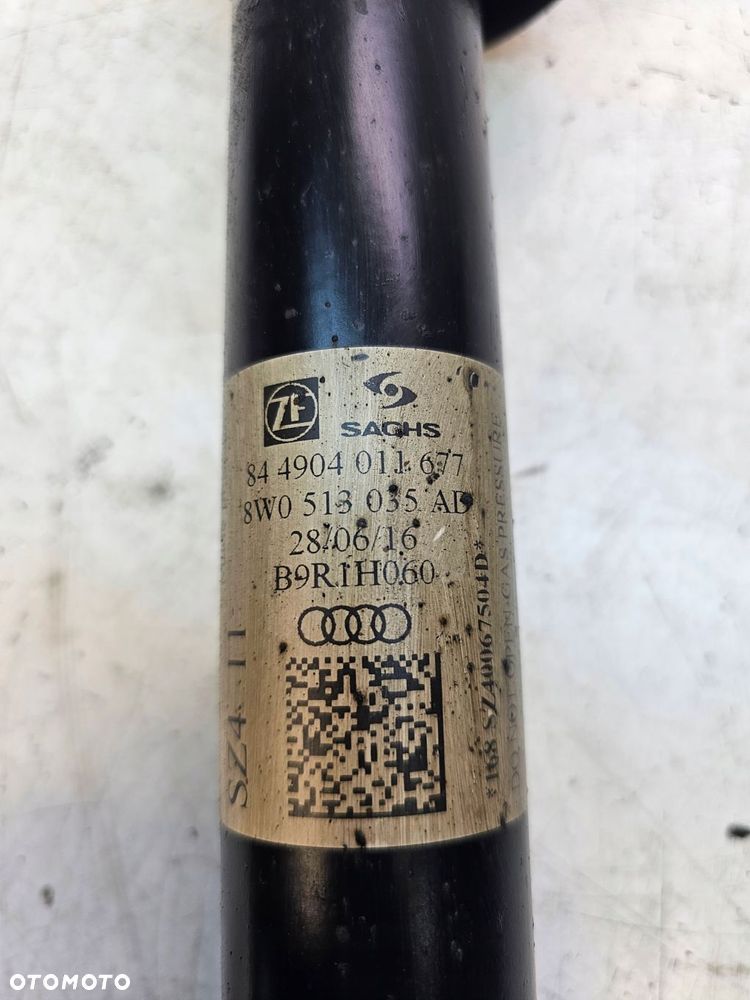 ZF
SACHS
84 4904 011 677
8W0 513 035 AD
28/06/16
B9R1H060
SZ4 11
*168 SZ40067504D*
DO NOT OPEN-GAS PRESSURE
OTOMOTO